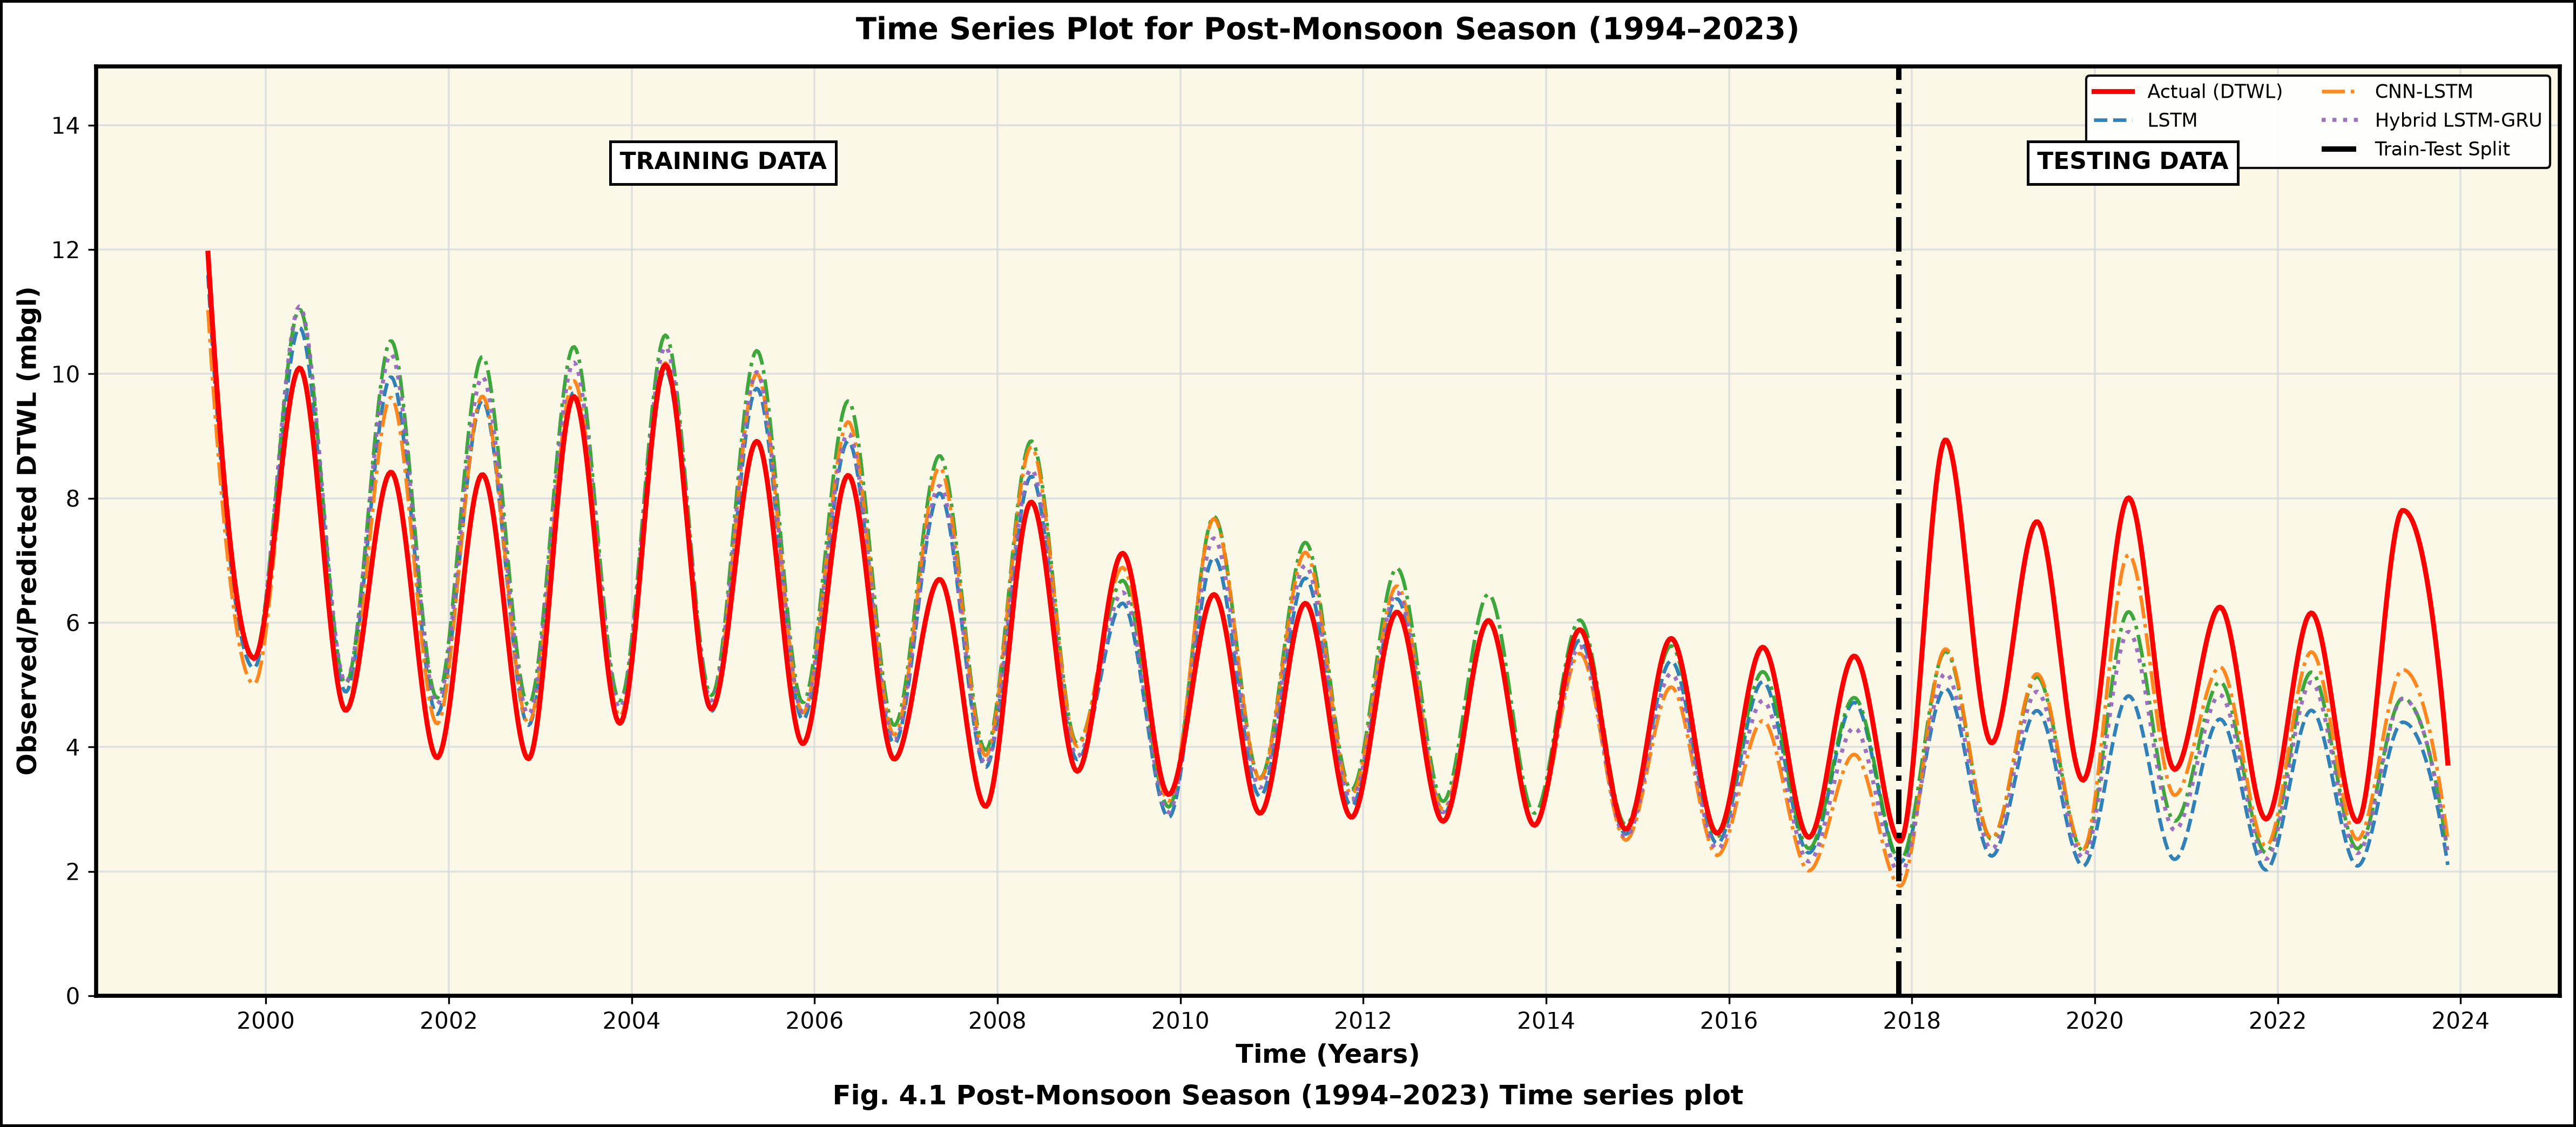 Time Series Plot for Post-Monsoon Season (1994–2023)
Actual (DTWL)
LSTM
CNN-LSTM
Hybrid LSTM-GRU
Train-Test Split
TRAINING DATA
TESTING DATA
Observed/Predicted DTWL (mbgl)
14
12
10
8
6
4
2
0
2000 2002 2004 2006 2008 2010 2012 2014 2016 2018 2020 2022 2024
Time (Years)
Fig. 4.1 Post-Monsoon Season (1994–2023) Time series plot